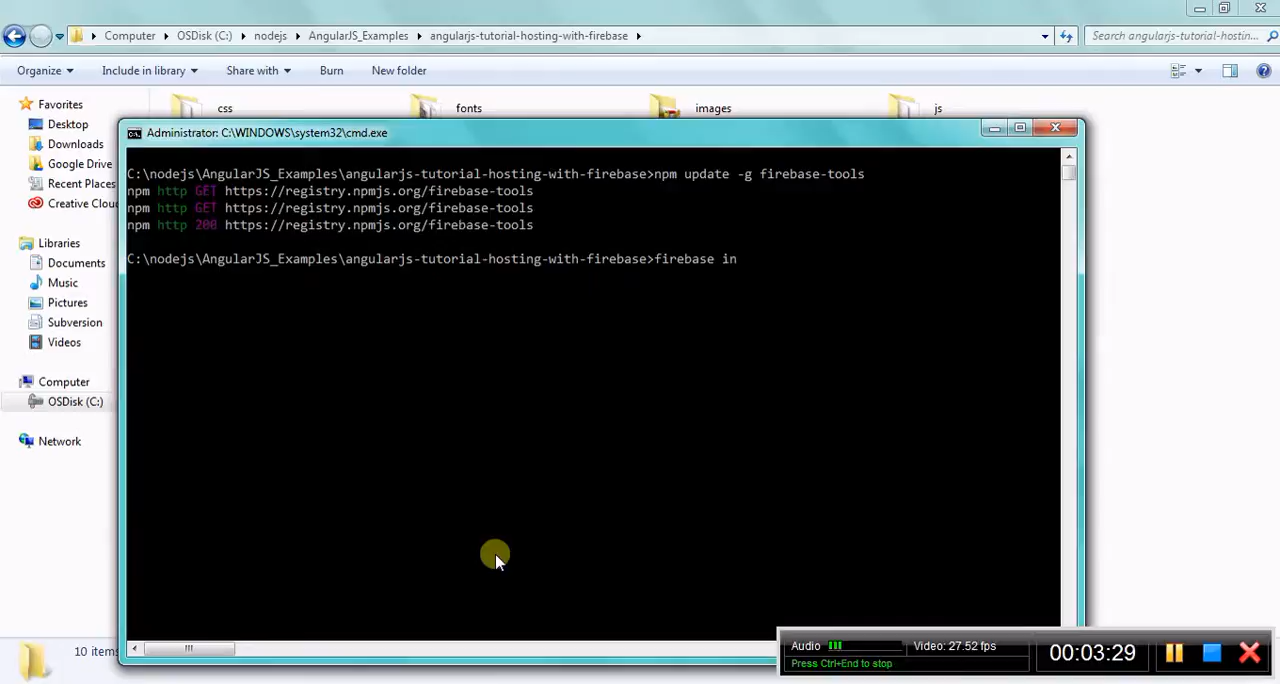 Computer OSDisk (C:) nodejs AngularJS_Examples angularjs-tutorial-hosting-with-firebase Search angularjs-tutorial-hostin...
Organize Include in library Share with Burn New folder
Favorites
Desktop
Downloads
Google Drive
Recent Places
Creative Clou
Libraries
Documents
Music
Pictures
Subversion
Videos
Computer
OSDisk (C:)
Network
css fonts images js
Administrator: C:\WINDOWS\system32\cmd.exe
C:\nodejs\AngularJS_Examples\angularjs-tutorial-hosting-with-firebase>npm update -g firebase-tools
npm http GET https://registry.npmjs.org/firebase-tools
npm http GET https://registry.npmjs.org/firebase-tools
npm http 200 https://registry.npmjs.org/firebase-tools
C:\nodejs\AngularJS_Examples\angularjs-tutorial-hosting-with-firebase>firebase in
10 items
Audio Video: 27.52 fps
Press Ctrl+End to stop
00:03:29